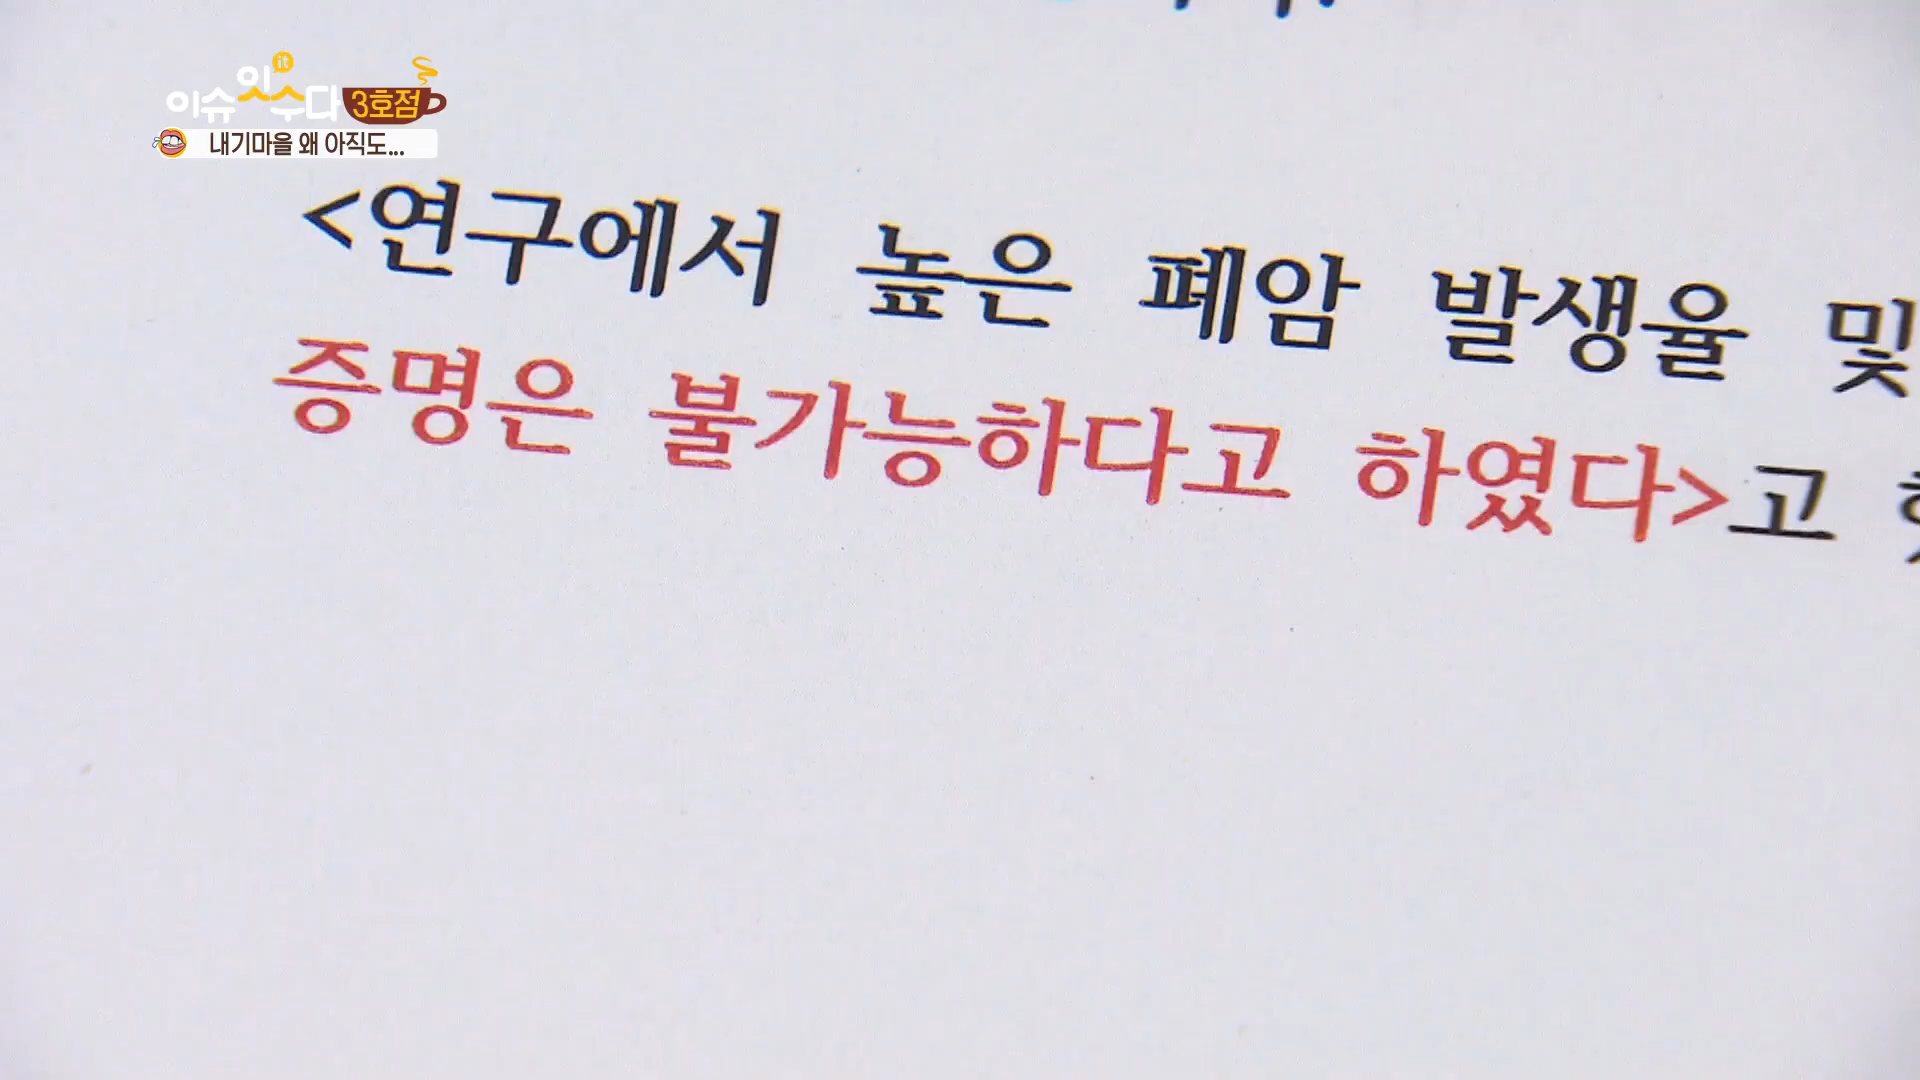 it
이슈 잇수다 3호점
내기마을 왜 아직도...
<연구에서 높은 폐암 발생율 및
증명은 불가능하다고 하였다>고